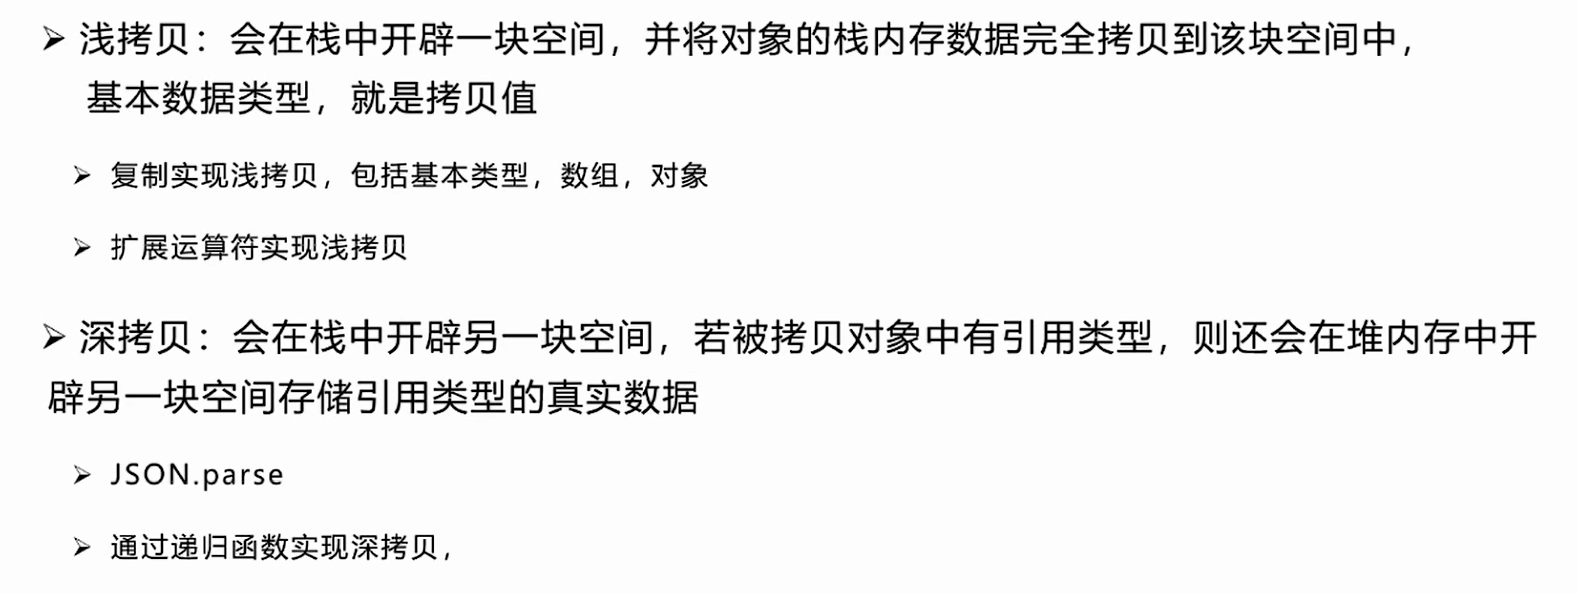 ➢ 浅拷贝：会在栈中开辟一块空间，并将对象的栈内存数据完全拷贝到该块空间中，
基本数据类型，就是拷贝值
➢ 复制实现浅拷贝，包括基本类型，数组，对象
➢ 扩展运算符实现浅拷贝
➢ 深拷贝：会在栈中开辟另一块空间，若被拷贝对象中有引用类型，则还会在堆内存中开
辟另一块空间存储引用类型的真实数据
➢ JSON.parse
➢ 通过递归函数实现深拷贝，